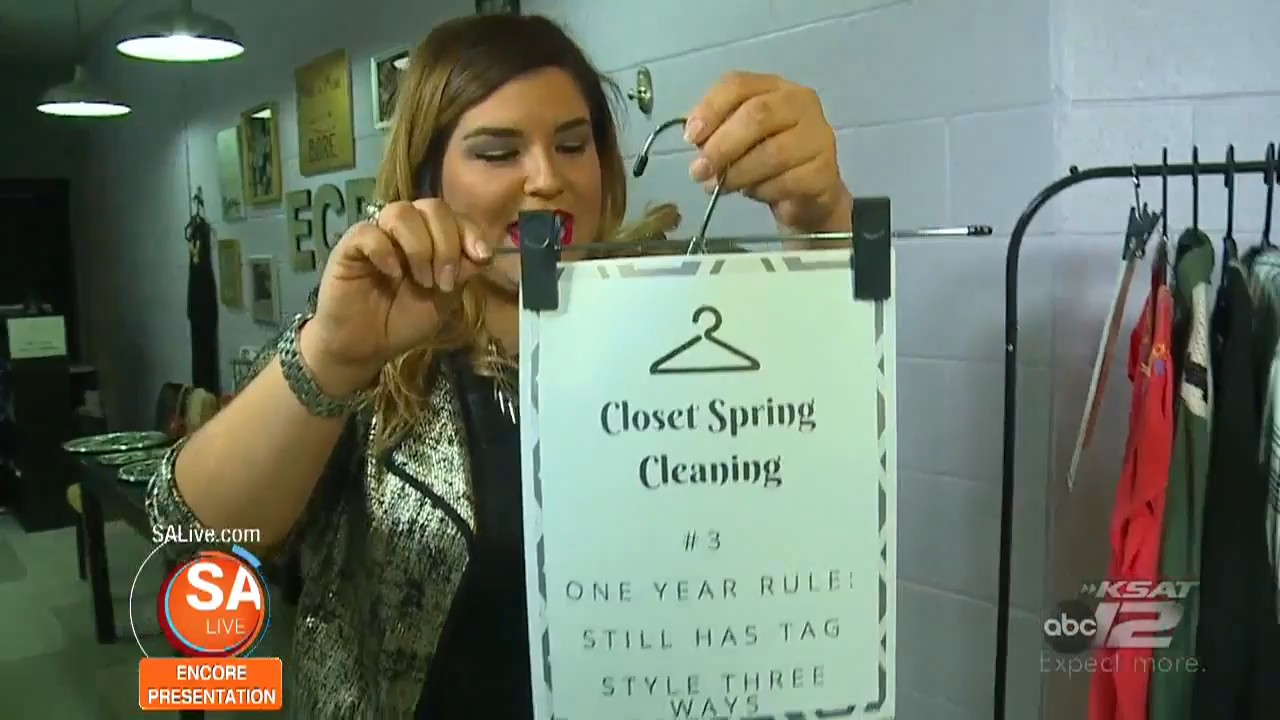 BORE
Closet Spring
Cleaning
#3
ONE YEAR RULE:
STILL HAS TAG
STYLE THREE
WAYS
SALive.com
SA
LIVE
ENCORE
PRESENTATION
KSAT
abc 12
Expect more.